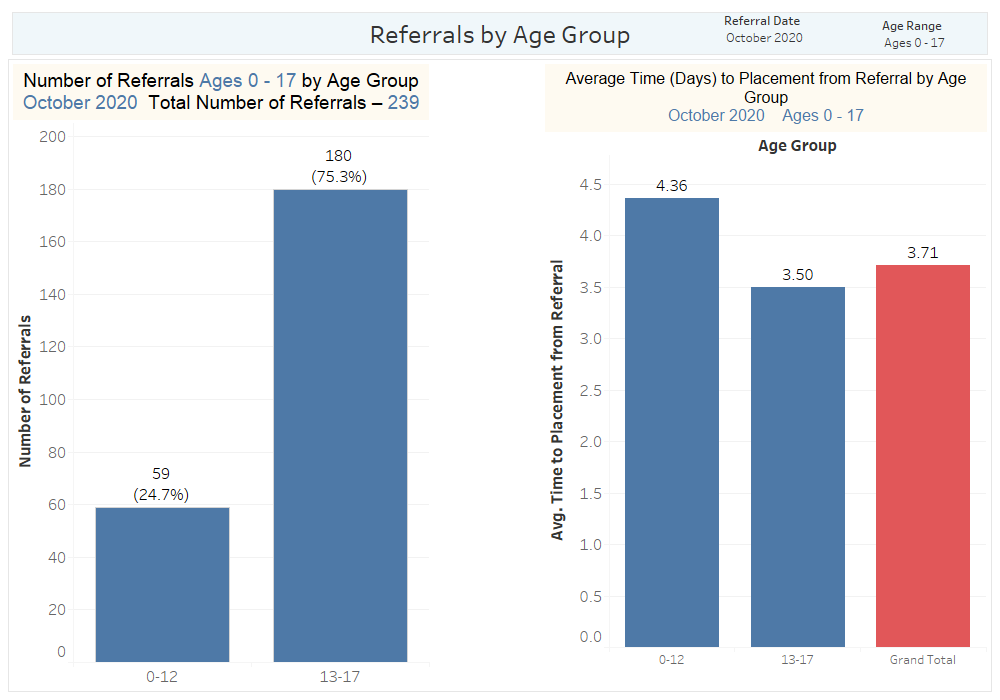 Referrals by Age Group
Referral Date
October 2020
Age Range
Ages 0 - 17
Number of Referrals Ages 0 - 17 by Age Group
October 2020 Total Number of Referrals – 239
200
180
160
140
120
100
80
60
40
20
0
Number of Referrals
59
(24.7%)
180
(75.3%)
0-12
13-17
Average Time (Days) to Placement from Referral by Age
Group
October 2020 Ages 0 - 17
Age Group
4.5
4.0
3.5
3.0
2.5
2.0
1.5
1.0
0.5
0.0
Avg. Time to Placement from Referral
4.36
3.50
3.71
0-12
13-17
Grand Total